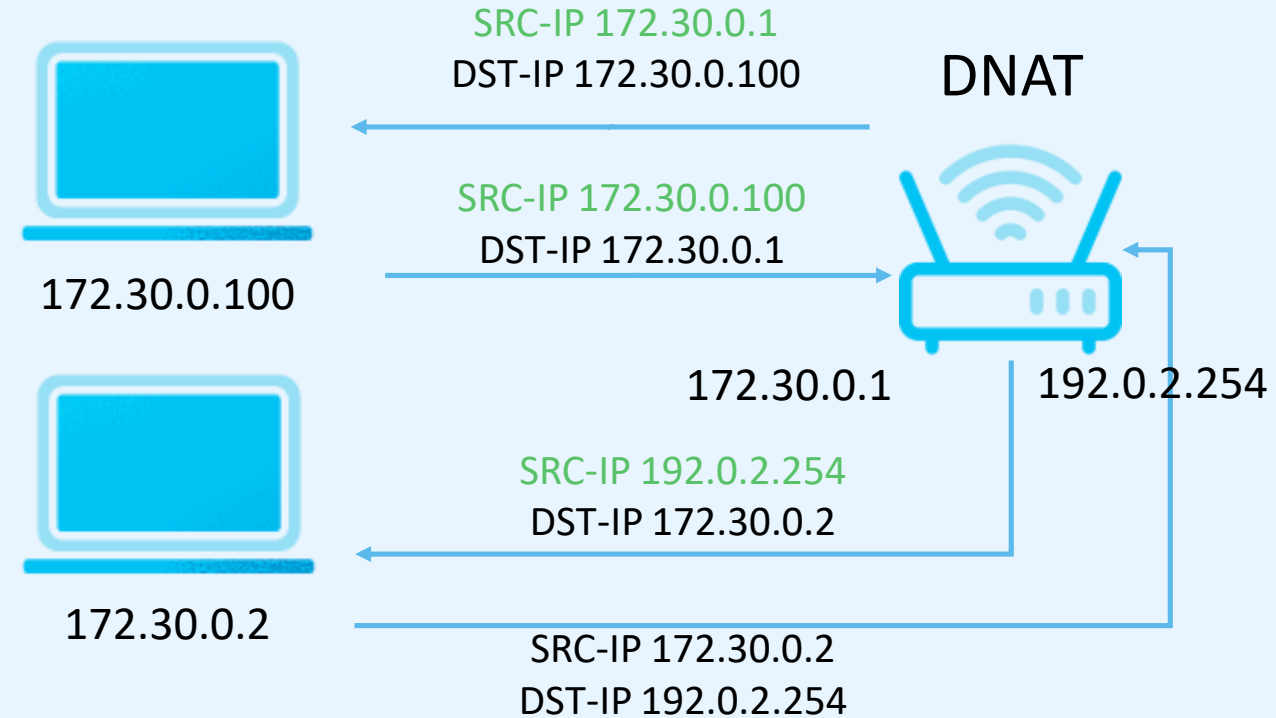 SRC-IP 172.30.0.1
DST-IP 172.30.0.100
DNAT
SRC-IP 172.30.0.100
DST-IP 172.30.0.1
172.30.0.100
172.30.0.1
192.0.2.254
SRC-IP 192.0.2.254
DST-IP 172.30.0.2
172.30.0.2
SRC-IP 172.30.0.2
DST-IP 192.0.2.254